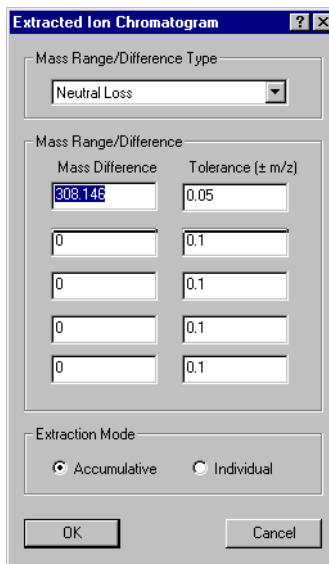 Extracted Ion Chromatogram
Mass Range/Difference Type
Neutral Loss
Mass Range/Difference
Mass Difference Tolerance (± m/z)
308.146 0.05
0 0.1
0 0.1
0 0.1
0 0.1
Extraction Mode
Accumulative Individual
OK Cancel